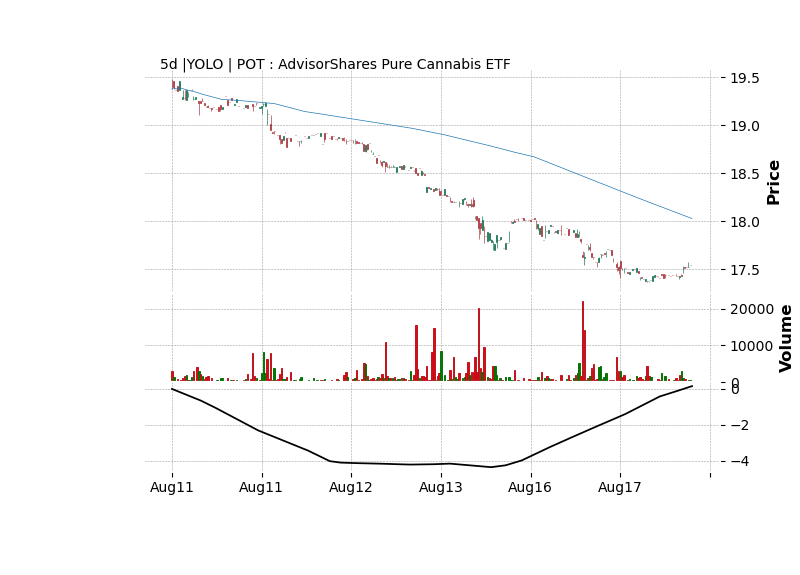 5d |YOLO | POT : AdvisorShares Pure Cannabis ETF
19.5
19.0
18.5
18.0
17.5
Price
20000
10000
0
Volume
0
−2
−4
Aug11 Aug11 Aug12 Aug13 Aug16 Aug17